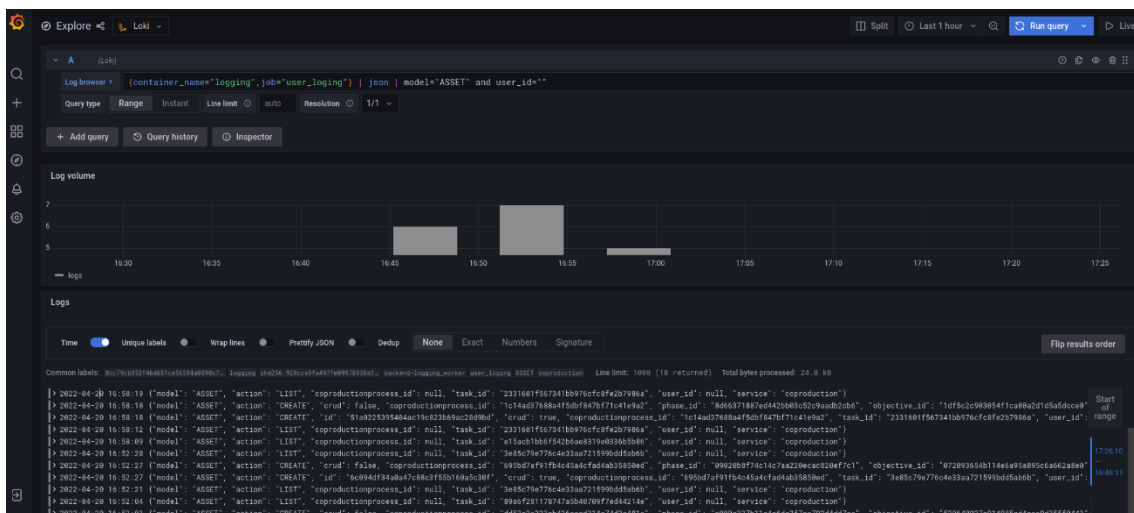 Explore Loki Split Last 1 hour Run query Live
A (Loki)
Log browser > {container_name="logging",job="user_loging"} | json | model="ASSET" and user_id=""
Query type Range Instant Line limit auto Resolution 1/1
+ Add query Query history Inspector
Log volume
7
6
5
16:30 16:35 16:40 16:45 16:50 16:55 17:00 17:05 17:10 17:15 17:20 17:25
logs
Logs
Time Unique labels Wrap lines Prettify JSON Dedup None Exact Numbers Signature Flip results order
Common labels: logging backend-logging_worker user_loging ASSET coproduction Line limit: 1000 (18 returned) Total bytes processed: 24.0 kB
> 2022-04-20 16:58:19 {"model": "ASSET", "action": "LIST", "coproductionprocess_id": null, "task_id": "2331601f567341bb976cfc8fe2b7986a", "user_id": null, "service": "coproduction"}
> 2022-04-20 16:58:18 {"model": "ASSET", "action": "CREATE", "crud": false, "coproductionprocess_id": "1c14ad37688a4f5dbf847bf71c41e9a2", "phase_id": "8d66371887ed442bb03c52c9aadb2cb6", "objective_id":
> 2022-04-20 16:58:18 {"model": "ASSET", "action": "CREATE", "id": "crud": true, "coproductionprocess_id": "1c14ad37688a4f5dbf847bf71c41e9a2", "task_id": "2331601f567341bb976cfc8fe2b7986a", "user_id":
> 2022-04-20 16:58:12 {"model": "ASSET", "action": "LIST", "coproductionprocess_id": null, "task_id": "2331601f567341bb976cfc8fe2b7986a", "user_id": null, "service": "coproduction"}
> 2022-04-20 16:58:09 {"model": "ASSET", "action": "LIST", "coproductionprocess_id": null, "task_id": "e15acb1bb6f542b6ae8319e0336b5b86", "user_id": null, "service": "coproduction"}
> 2022-04-20 16:52:28 {"model": "ASSET", "action": "LIST", "coproductionprocess_id": null, "task_id": "3e85c79e776c4e33aa721599bdd5ab6b", "user_id": null, "service": "coproduction"}
> 2022-04-20 16:52:27 {"model": "ASSET", "action": "CREATE", "crud": false, "coproductionprocess_id": "695bd7af91fb4c45a4cfad4ab35850ed", "phase_id": "objective_id":
> 2022-04-20 16:52:27 {"model": "ASSET", "action": "CREATE", "id": "6c094df34a0a47c88c3f55b160a5c30f", "crud": true, "coproductionprocess_id": "695bd7af91fb4c45a4cfad4ab35850ed", "task_id": "3e85c79e776c4e33aa721599bdd5ab6b", "user_id":
> 2022-04-20 16:52:21 {"model": "ASSET", "action": "LIST", "coproductionprocess_id": null, "task_id": "3e85c79e776c4e33aa721599bdd5ab6b", "user_id": null, "service": "coproduction"}
> 2022-04-20 16:52:04 {"model": "ASSET", "action": "LIST", "coproductionprocess_id": null, "task_id": "user_id": null, "service": "coproduction"}
Start of range
17:26:10
—
16:46:11